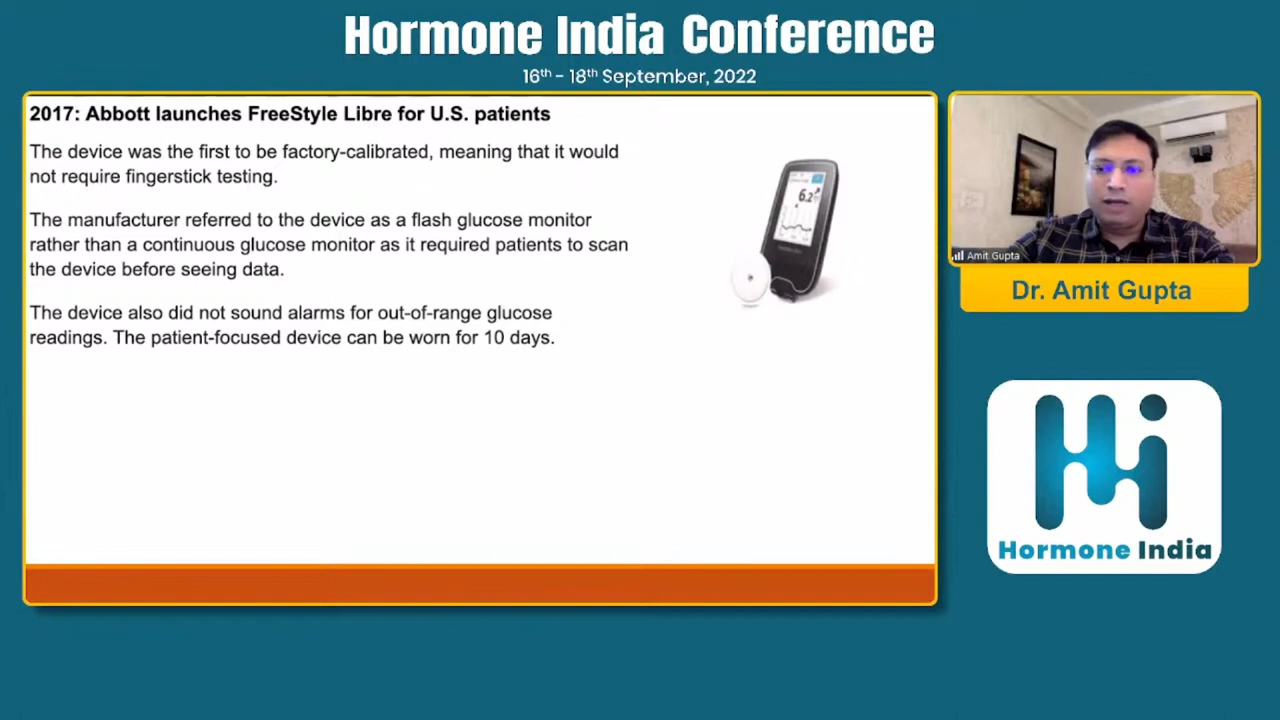 Hormone India Conference
16th - 18th September, 2022
2017: Abbott launches FreeStyle Libre for U.S. patients
The device was the first to be factory-calibrated, meaning that it would
not require fingerstick testing.
The manufacturer referred to the device as a flash glucose monitor
rather than a continuous glucose monitor as it required patients to scan
the device before seeing data.
The device also did not sound alarms for out-of-range glucose
readings. The patient-focused device can be worn for 10 days.
6.2
Amit Gupta
Dr. Amit Gupta
Hi
Hormone India